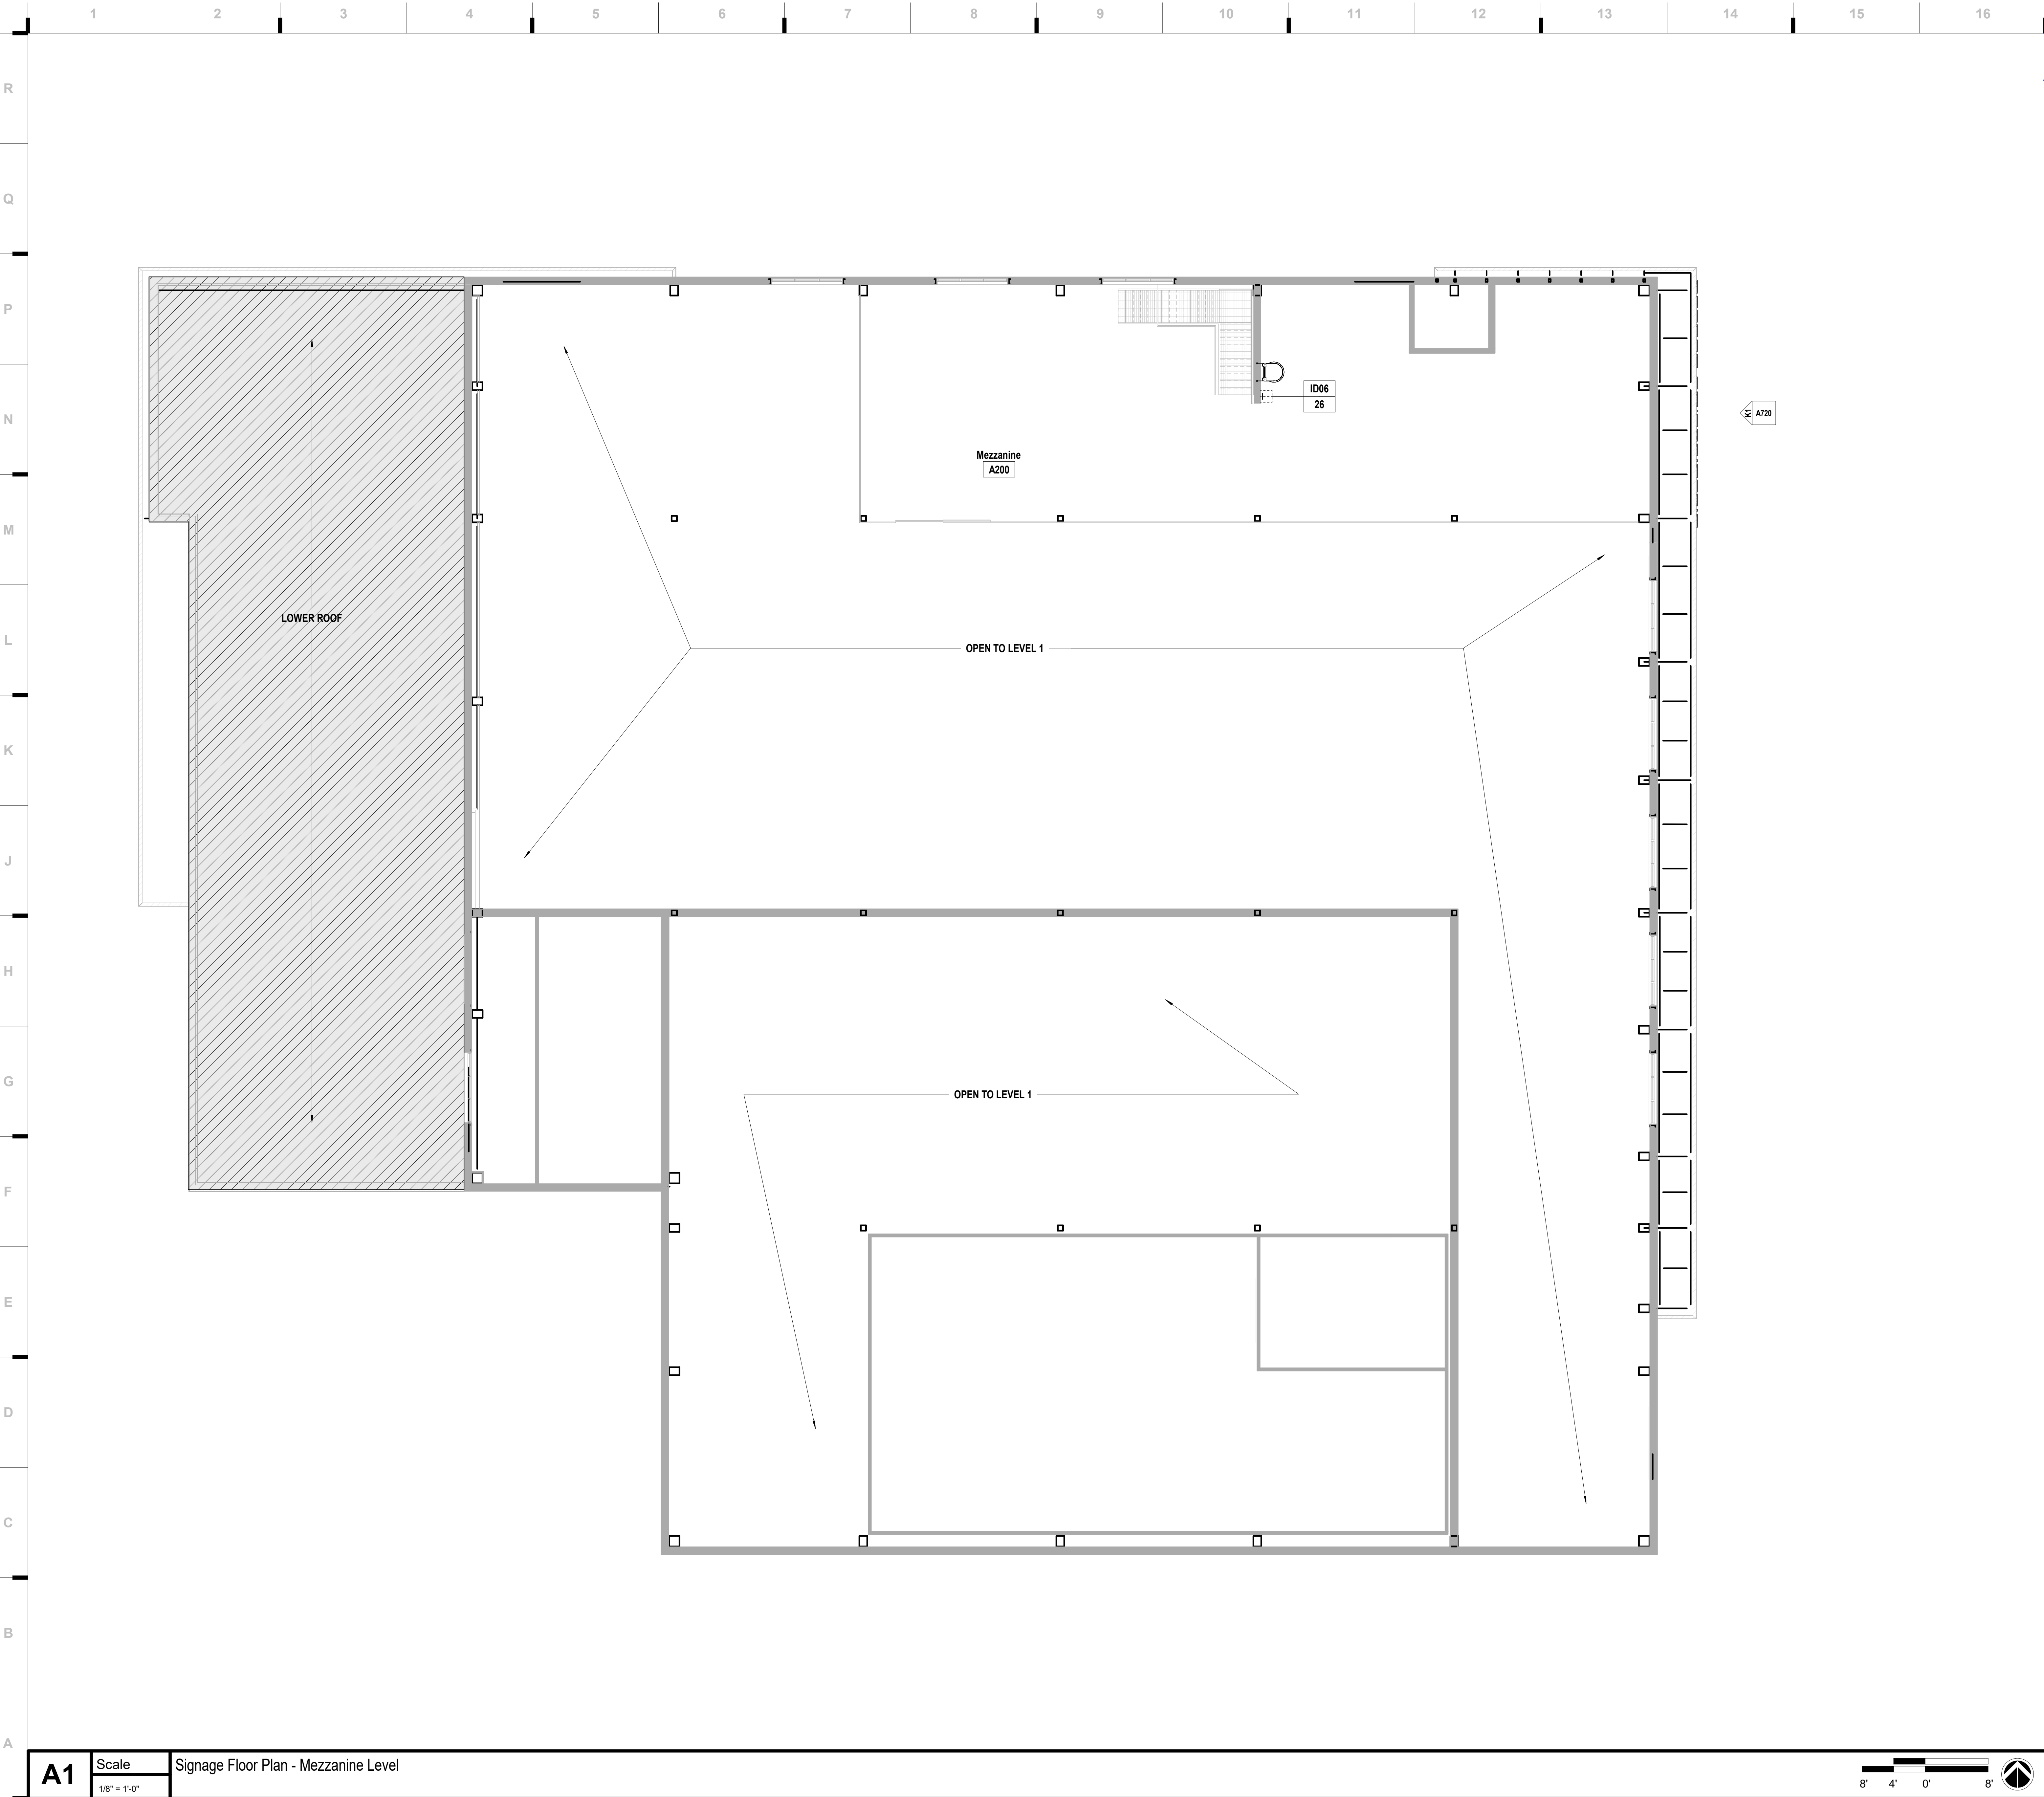 1 2 3 4 5 6 7 8 9 10 11 12 13 14 15 16
R
Q
P
N
M
L
K
J
H
G
F
E
D
C
B
A
ID06
26
K1 A720
Mezzanine
A200
LOWER ROOF
OPEN TO LEVEL 1
OPEN TO LEVEL 1
A1
Scale
1/8" = 1'-0"
Signage Floor Plan - Mezzanine Level
8' 4' 0' 8'